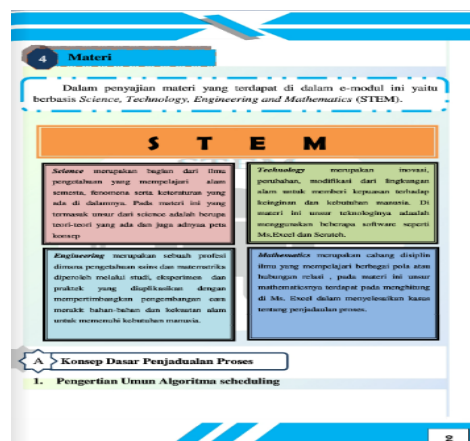 4 Materi
Dalam penyajian materi yang terdapat di dalam e-modul ini yaitu
berbasis Science, Technology, Engineering and Mathematics (STEM).
S T E M
Science merupakan bagian dari ilmu
pengetahuan yang mempelajari alam
semesta, fenomena serta keteraturan yang
ada di dalamnya. Pada materi ini yang
termasuk unsur dari science adalah berupa
teori-teori yang ada dan juga adanya peta
konsep
Technology merupakan inovasi,
perubahan, modifikasi dari lingkungan
alam untuk memberi kepuasan terhadap
keinginan dan kebutuhan manusia. Di
materi ini unsur teknologinya adaalah
menggunakan beberapa software seperti
Ms.Excel dan Scratch.
Engineering merupakan sebuah profesi
dimana pengetahuan sains dan matematika
diperoleh melalui studi, eksperimen dan
praktek yang diaplikasikan dengan
mempertimbangkan pengembangan cara
merakit bahan-bahan dan kekuatan alam
untuk memenuhi kebutuhan manusia.
Mathematics merupakan cabang disiplin
ilmu yang mempelajari berbagai pola atau
hubungan relasi , pada materi ini unsur
mathematicsnya terdapat pada menghitung
di Ms. Excel dalam menyelesaikan kasus
tentang penjadualan proses.
A Konsep Dasar Penjadualan Proses
1. Pengertian Umun Algoritma scheduling
2